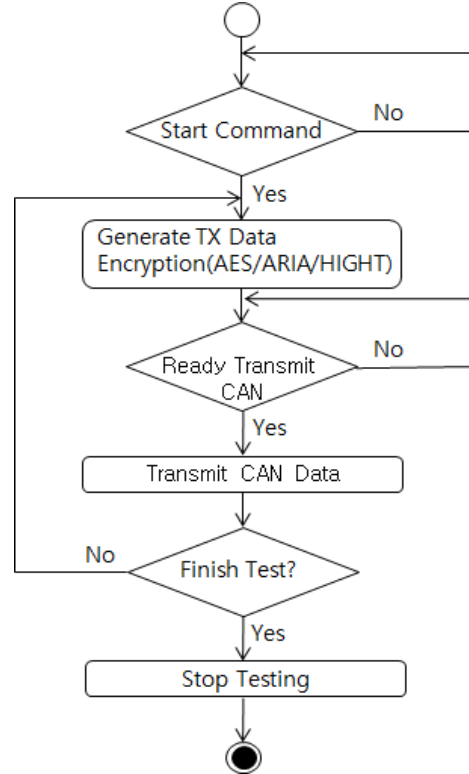 Start Command
No
Yes
Generate TX Data
Encryption(AES/ARIA/HIGHT)
Ready Transmit
CAN
No
Yes
Transmit CAN Data
No
Finish Test?
Yes
Stop Testing